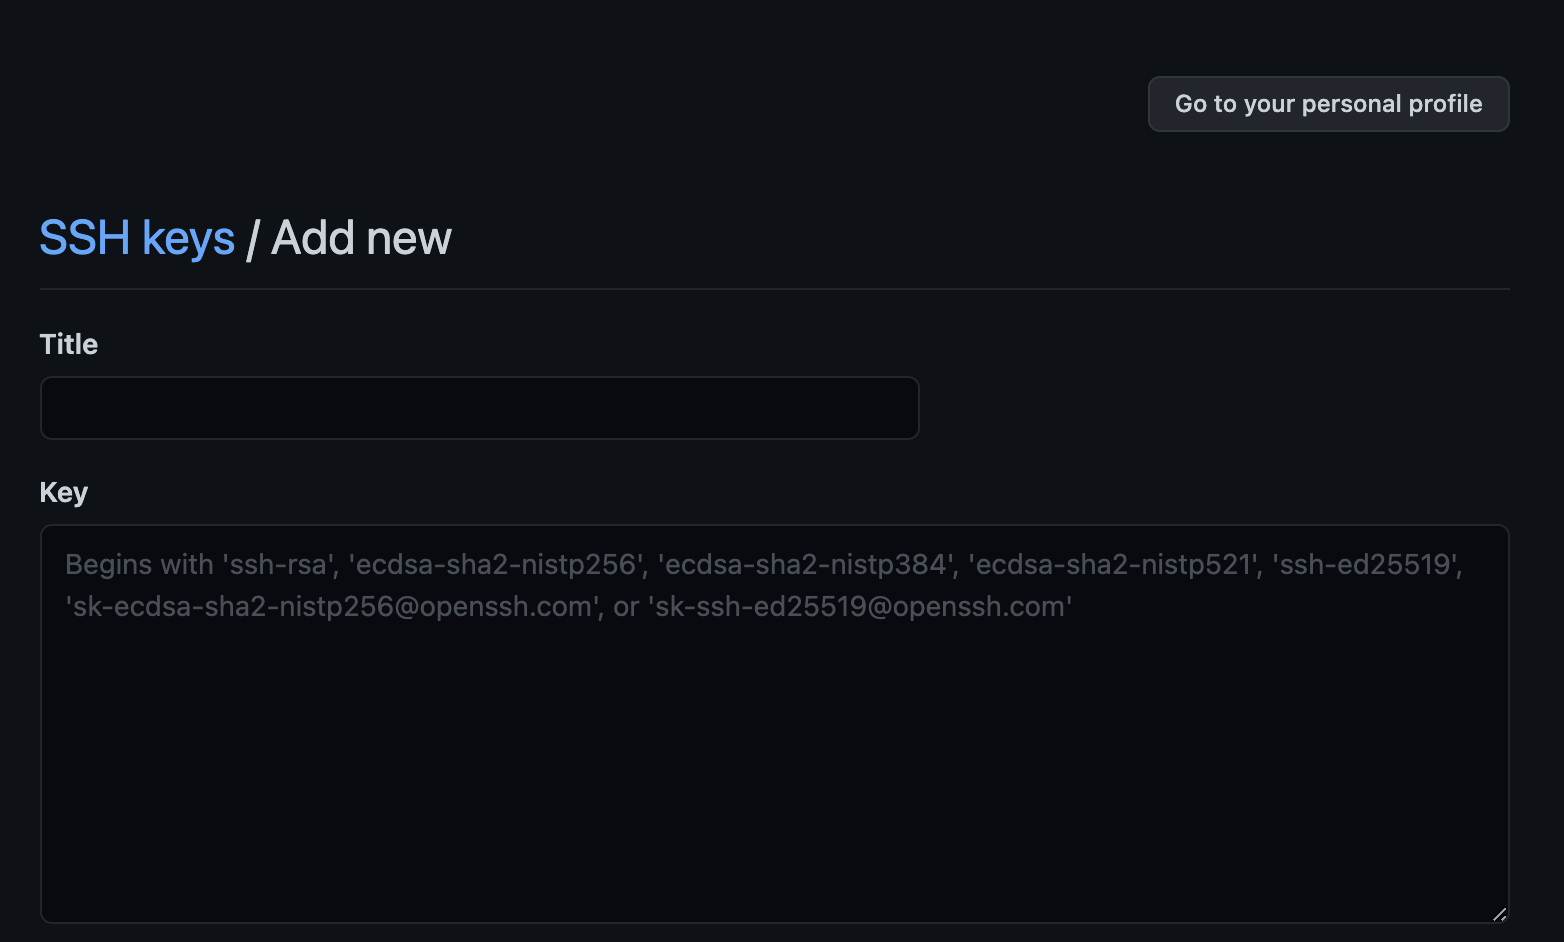 Go to your personal profile
SSH keys / Add new
Title
Key
Begins with 'ssh-rsa', 'ecdsa-sha2-nistp256', 'ecdsa-sha2-nistp384', 'ecdsa-sha2-nistp521', 'ssh-ed25519',
'sk-ecdsa-sha2-nistp256@openssh.com', or 'sk-ssh-ed25519@openssh.com'